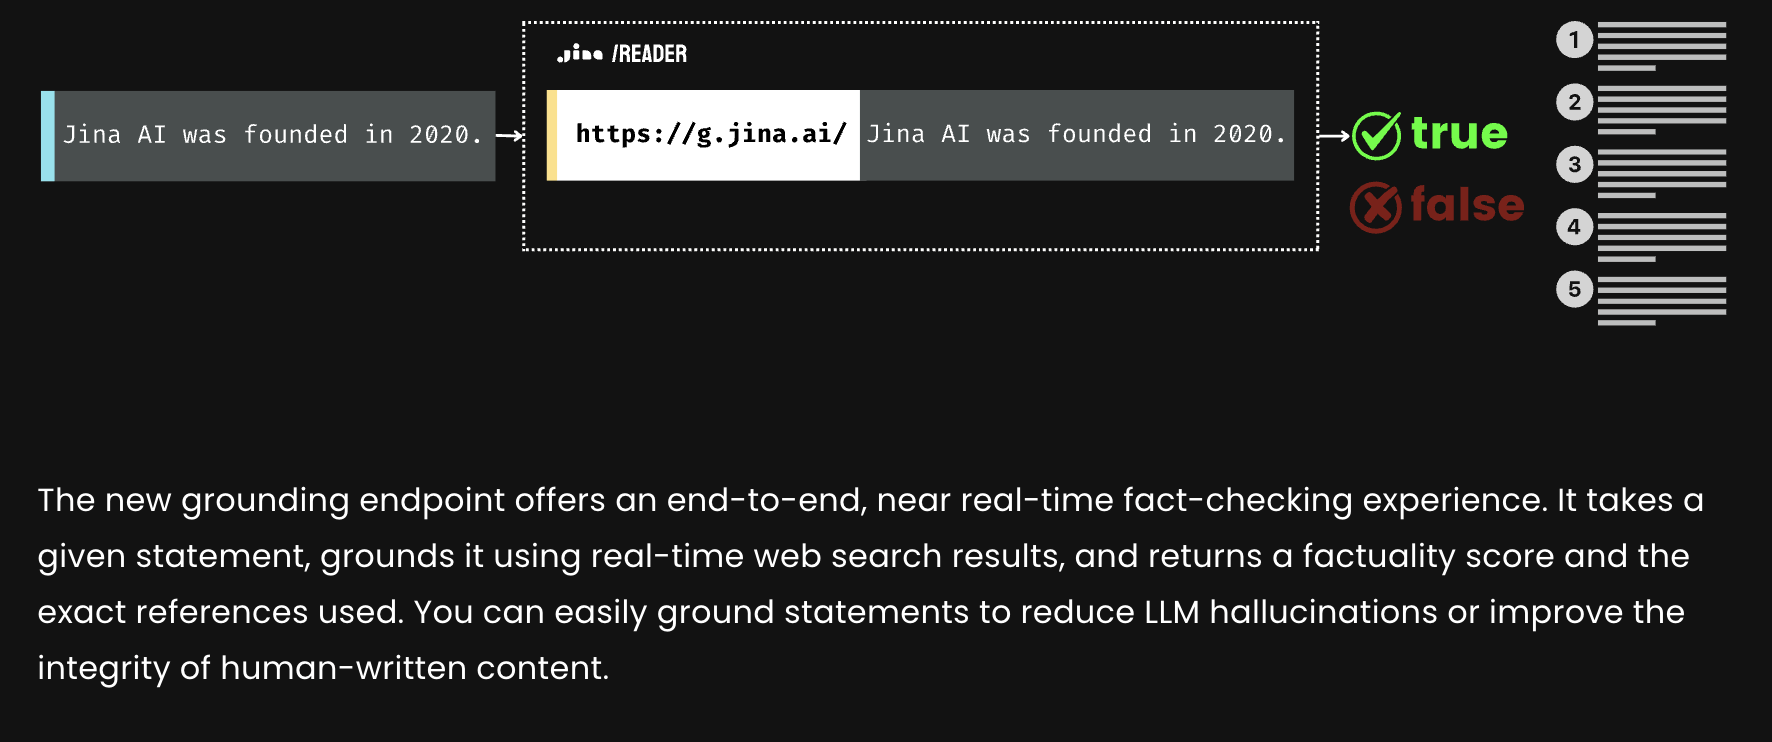 Jina /READER
Jina AI was founded in 2020.
https://g.jina.ai/ Jina AI was founded in 2020.
true
false
1
2
3
4
5
The new grounding endpoint offers an end-to-end, near real-time fact-checking experience. It takes a
given statement, grounds it using real-time web search results, and returns a factuality score and the
exact references used. You can easily ground statements to reduce LLM hallucinations or improve the
integrity of human-written content.